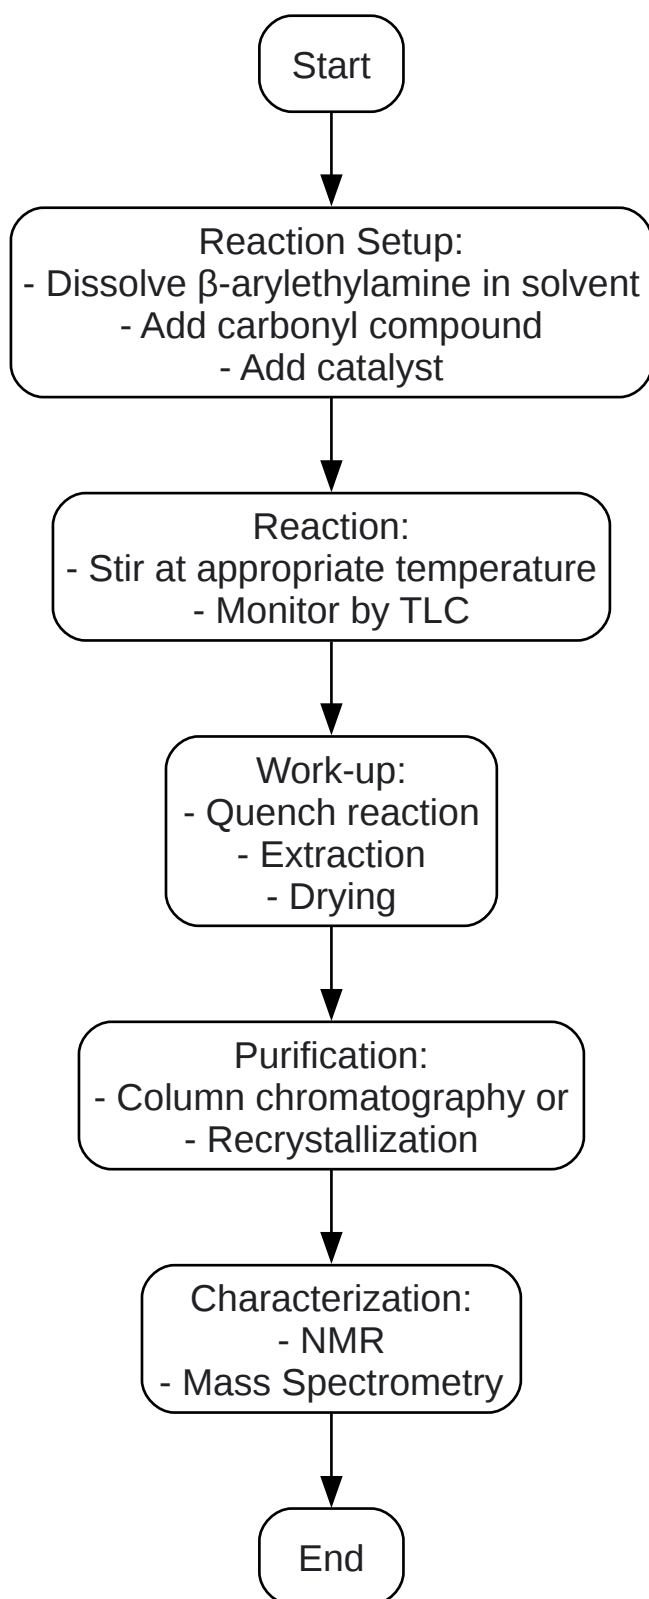 Start
Reaction Setup:
- Dissolve β-arylethylamine in solvent
- Add carbonyl compound
- Add catalyst
Reaction:
- Stir at appropriate temperature
- Monitor by TLC
Work-up:
- Quench reaction
- Extraction
- Drying
Purification:
- Column chromatography or
- Recrystallization
Characterization:
- NMR
- Mass Spectrometry
End